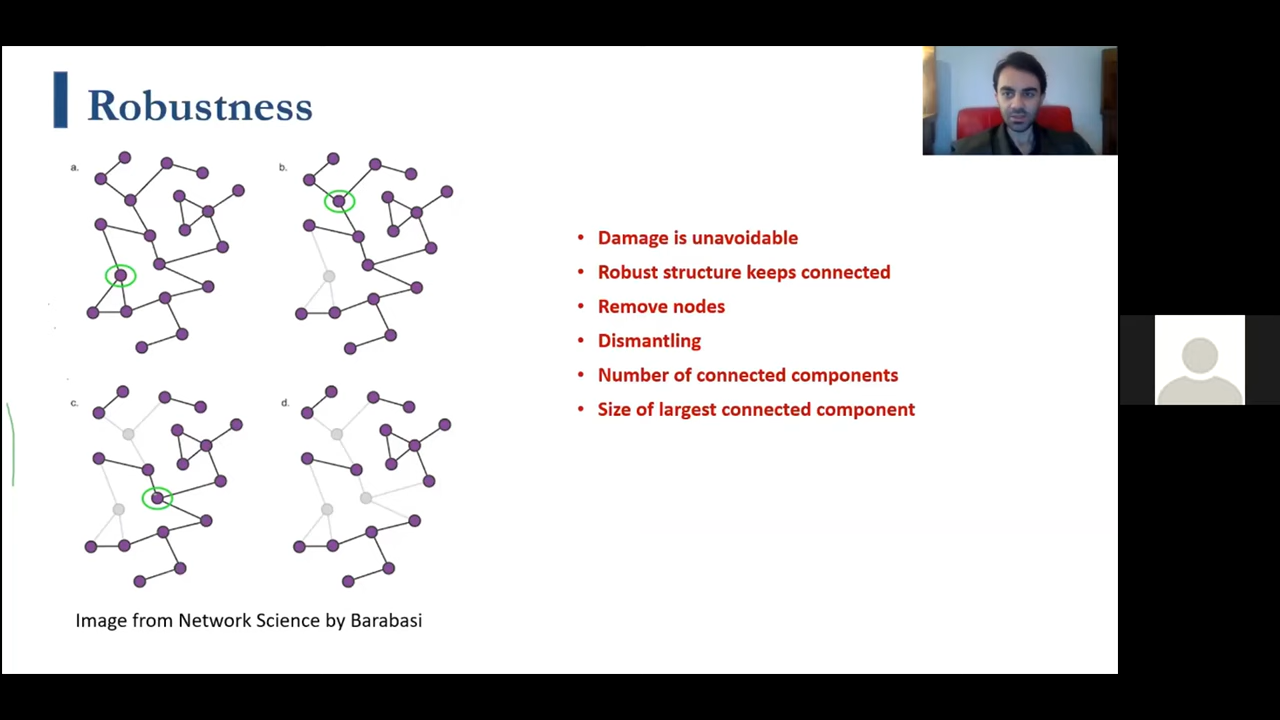 Robustness
a.
b.
c.
d.
• Damage is unavoidable
• Robust structure keeps connected
• Remove nodes
• Dismantling
• Number of connected components
• Size of largest connected component
Image from Network Science by Barabasi